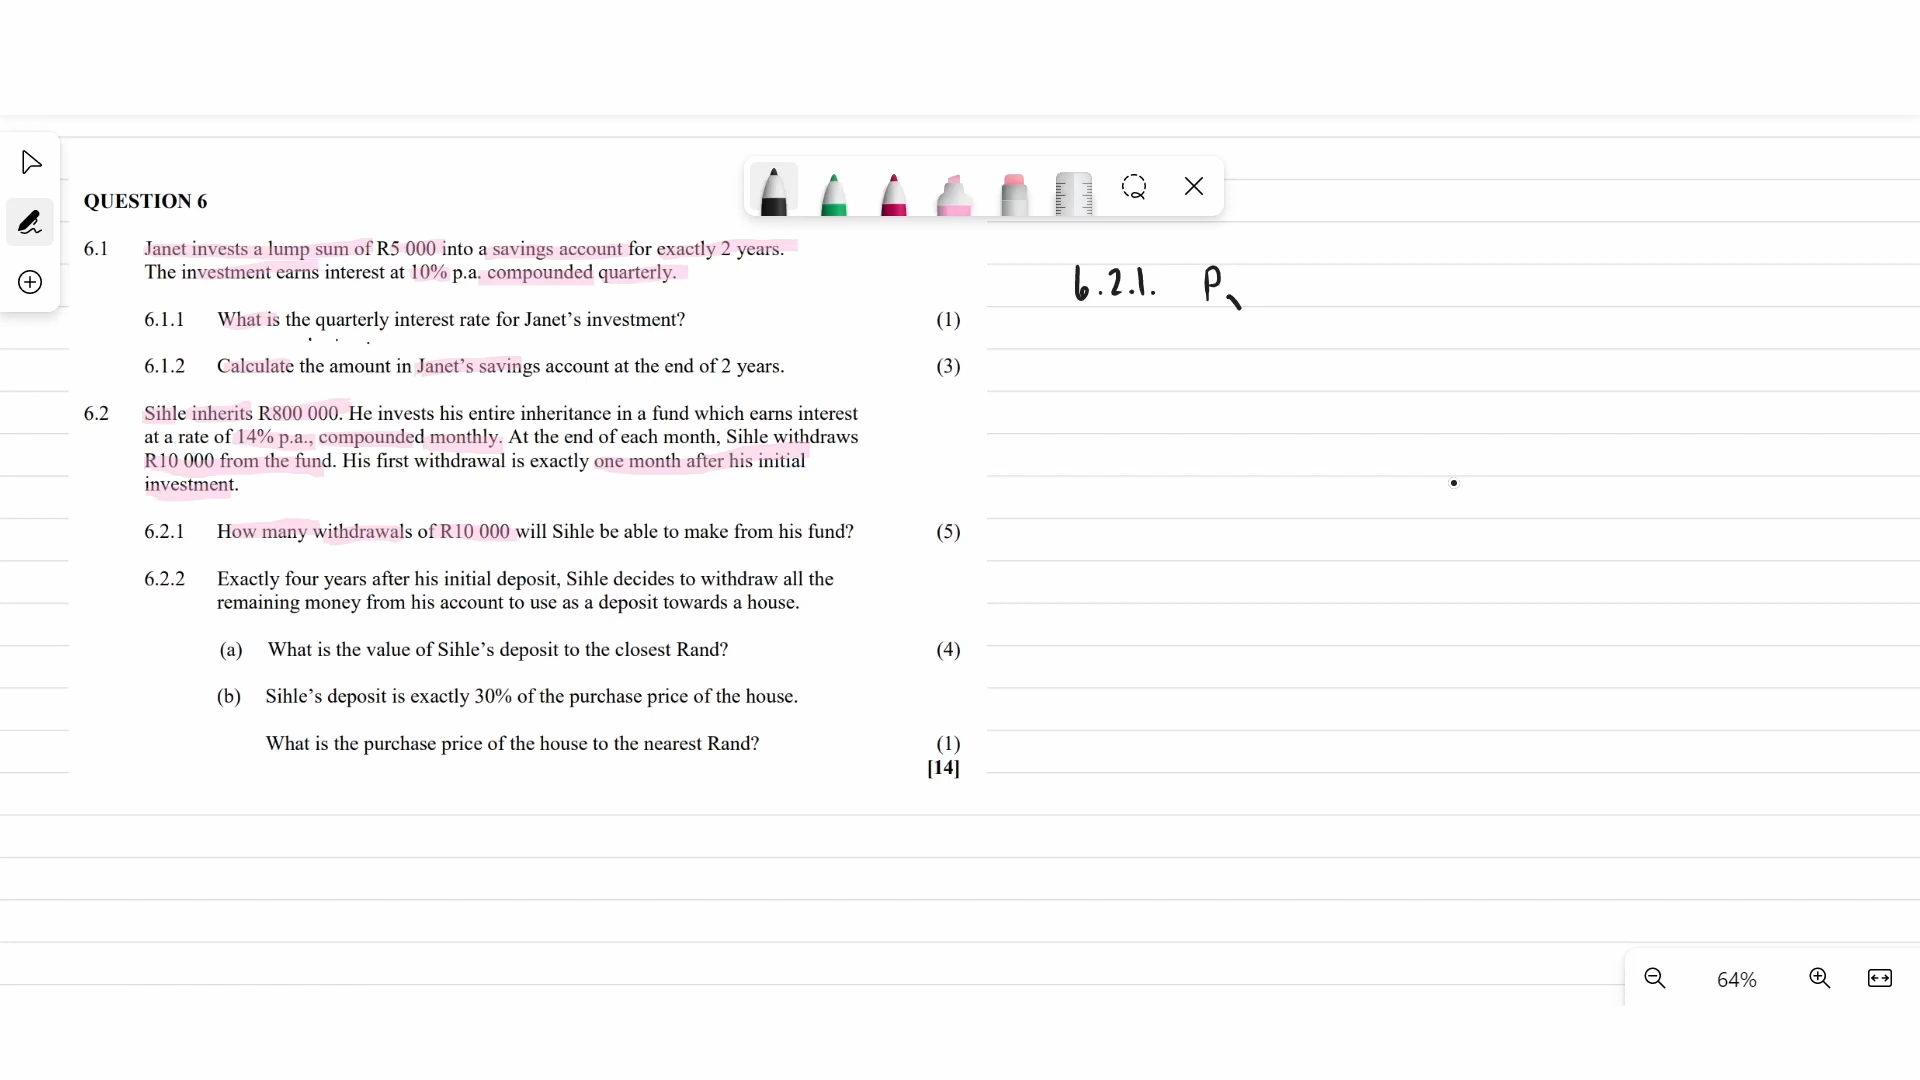 QUESTION 6
6.1 Janet invests a lump sum of R5 000 into a savings account for exactly 2 years.
The investment earns interest at 10% p.a. compounded quarterly.
6.2.1. P
6.1.1 What is the quarterly interest rate for Janet’s investment? (1)
6.1.2 Calculate the amount in Janet’s savings account at the end of 2 years. (3)
6.2 Sihle inherits R800 000. He invests his entire inheritance in a fund which earns interest
at a rate of 14% p.a., compounded monthly. At the end of each month, Sihle withdraws
R10 000 from the fund. His first withdrawal is exactly one month after his initial
investment.
6.2.1 How many withdrawals of R10 000 will Sihle be able to make from his fund? (5)
6.2.2 Exactly four years after his initial deposit, Sihle decides to withdraw all the
remaining money from his account to use as a deposit towards a house.
(a) What is the value of Sihle’s deposit to the closest Rand? (4)
(b) Sihle’s deposit is exactly 30% of the purchase price of the house.
What is the purchase price of the house to the nearest Rand? (1)
[14]
64%